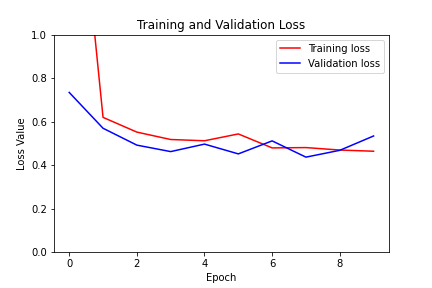 Training and Validation Loss
1.0
0.8
0.6
0.4
0.2
0.0
Loss Value
Training loss
Validation loss
0 2 4 6 8
Epoch